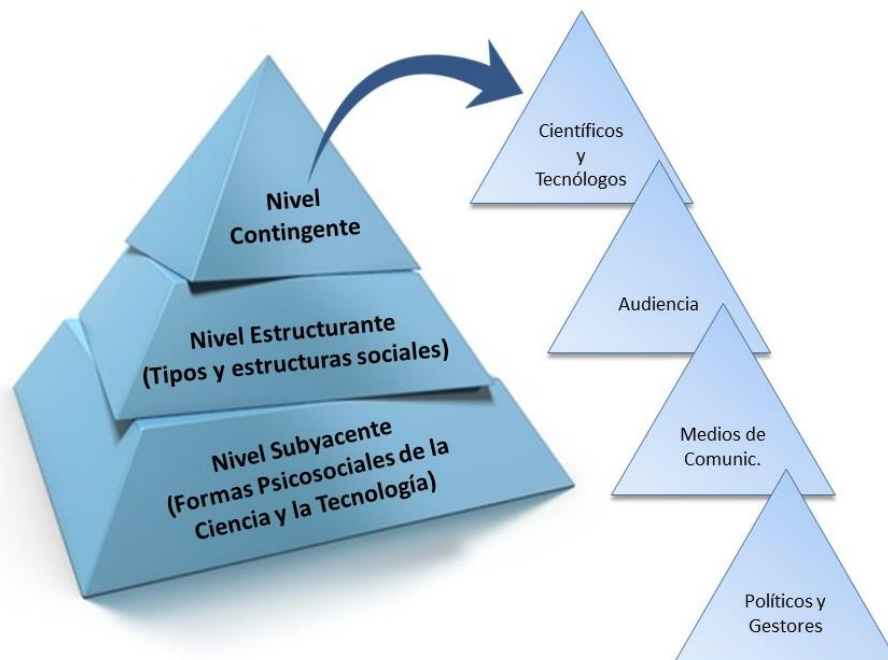 Nivel
Contingente
Nivel Estructurante
(Tipos y estructuras sociales)
Nivel Subyacente
(Formas Psicosociales de la
Ciencia y la Tecnología)
Científicos
y
Tecnólogos
Audiencia
Medios de
Comunic.
Políticos y
Gestores